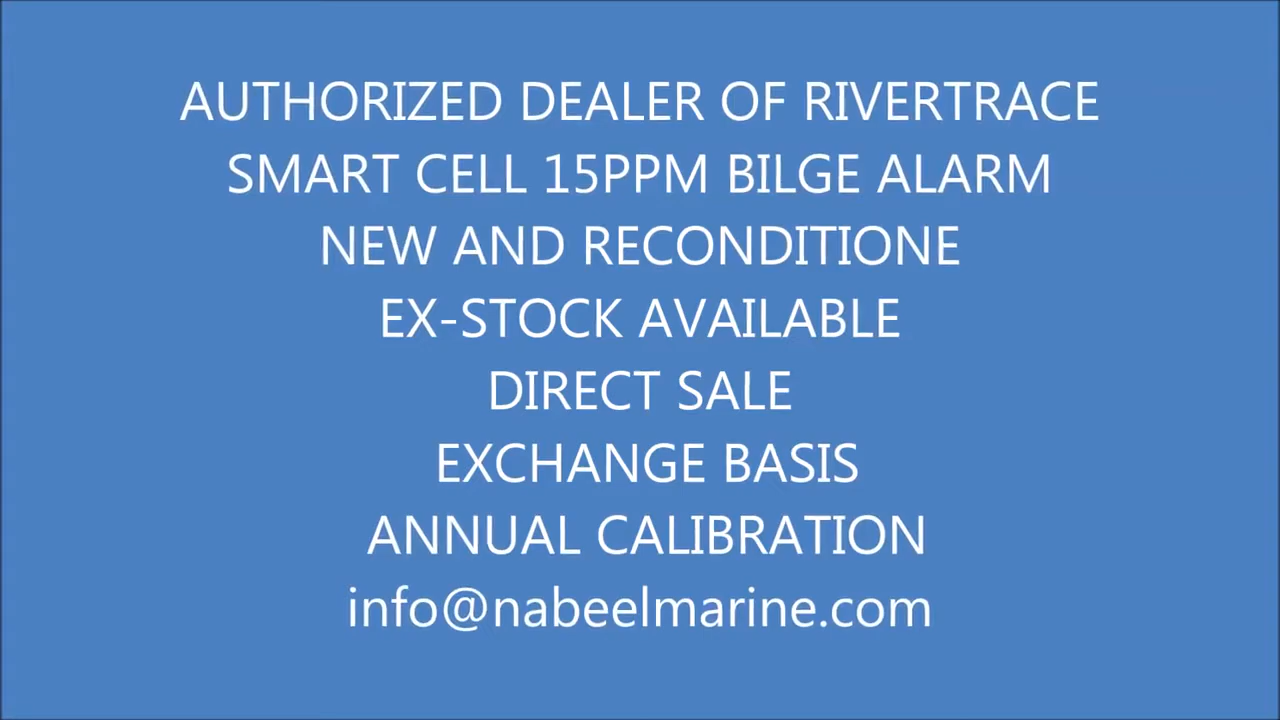 AUTHORIZED DEALER OF RIVERTRACE
SMART CELL 15PPM BILGE ALARM
NEW AND RECONDITIONE
EX-STOCK AVAILABLE
DIRECT SALE
EXCHANGE BASIS
ANNUAL CALIBRATION
info@nabeelmarine.com